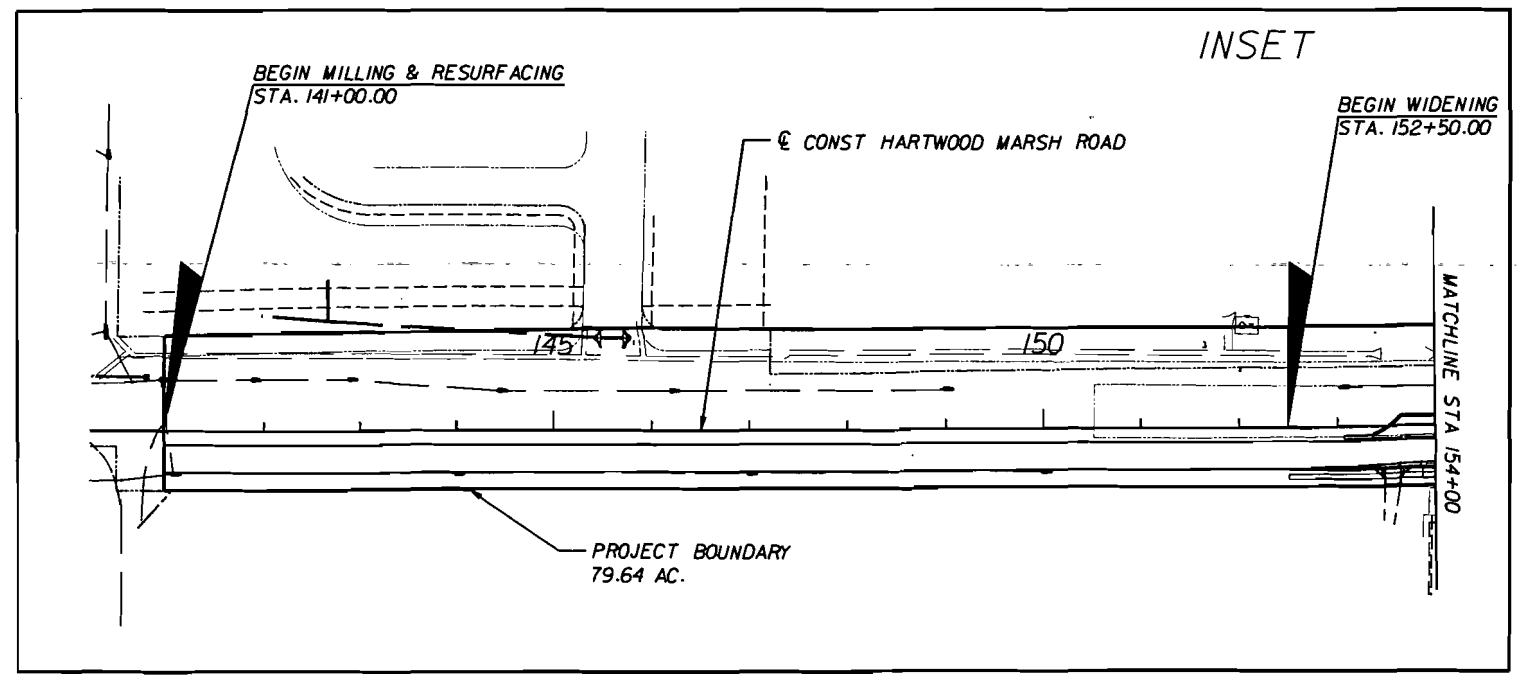 INSET
BEGIN MILLING & RESURFACING
STA. 141+00.00
BEGIN WIDENING
STA. 152+50.00
℄ CONST HARTWOOD MARSH ROAD
145
150
MATCHLINE STA 154+00
PROJECT BOUNDARY
79.64 AC.